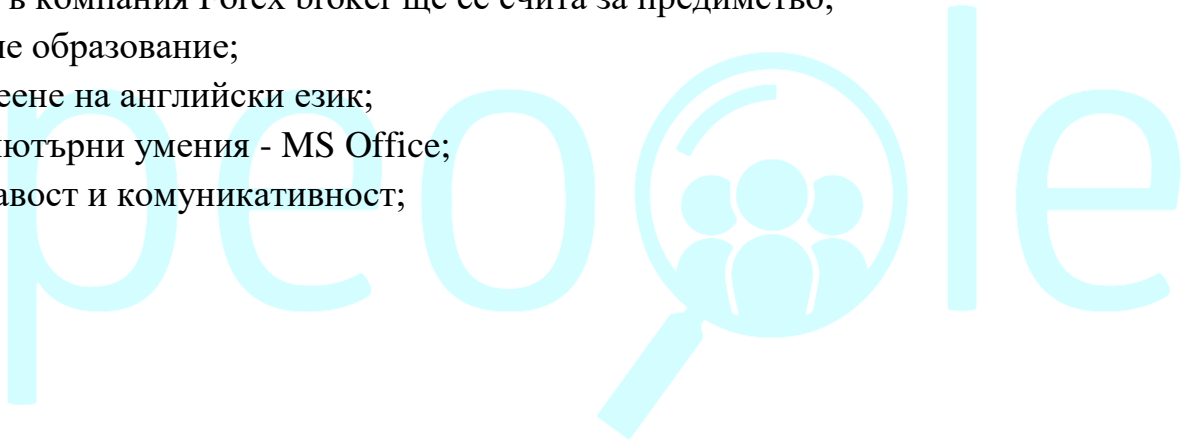 в компания Forex broker ще се счита за предимство;
не образование;
еене на английски език;
ютърни умения - MS Office;
авост и комуникативност;
people